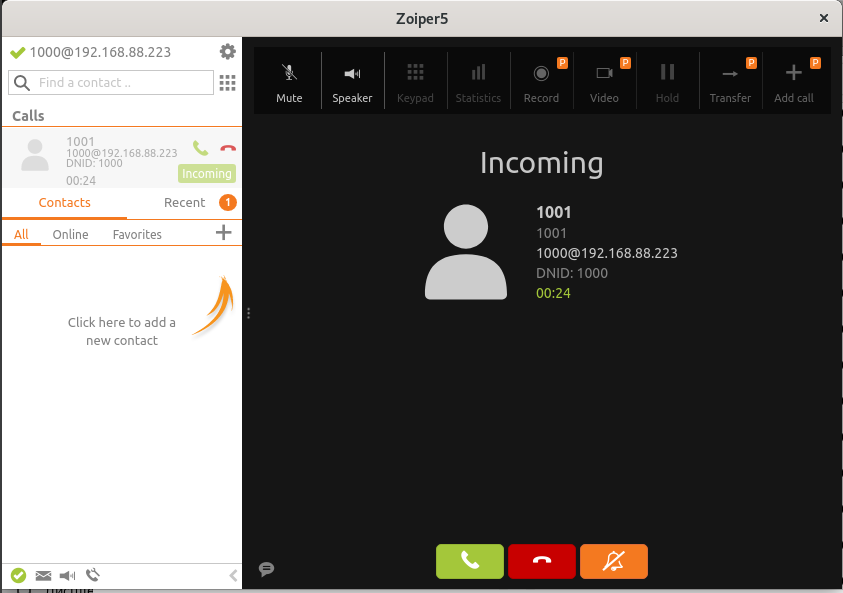 Zoiper5
1000@192.168.88.223
Find a contact ..
Calls
1001
1000@192.168.88.223
DNID: 1000
00:24
Incoming
Contacts
Recent
1
All
Online
Favorites
Click here to add a
new contact
Mute
Speaker
Keypad
Statistics
Record
P
Video
P
Hold
Transfer
P
Add call
P
Incoming
1001
1001
1000@192.168.88.223
DNID: 1000
00:24